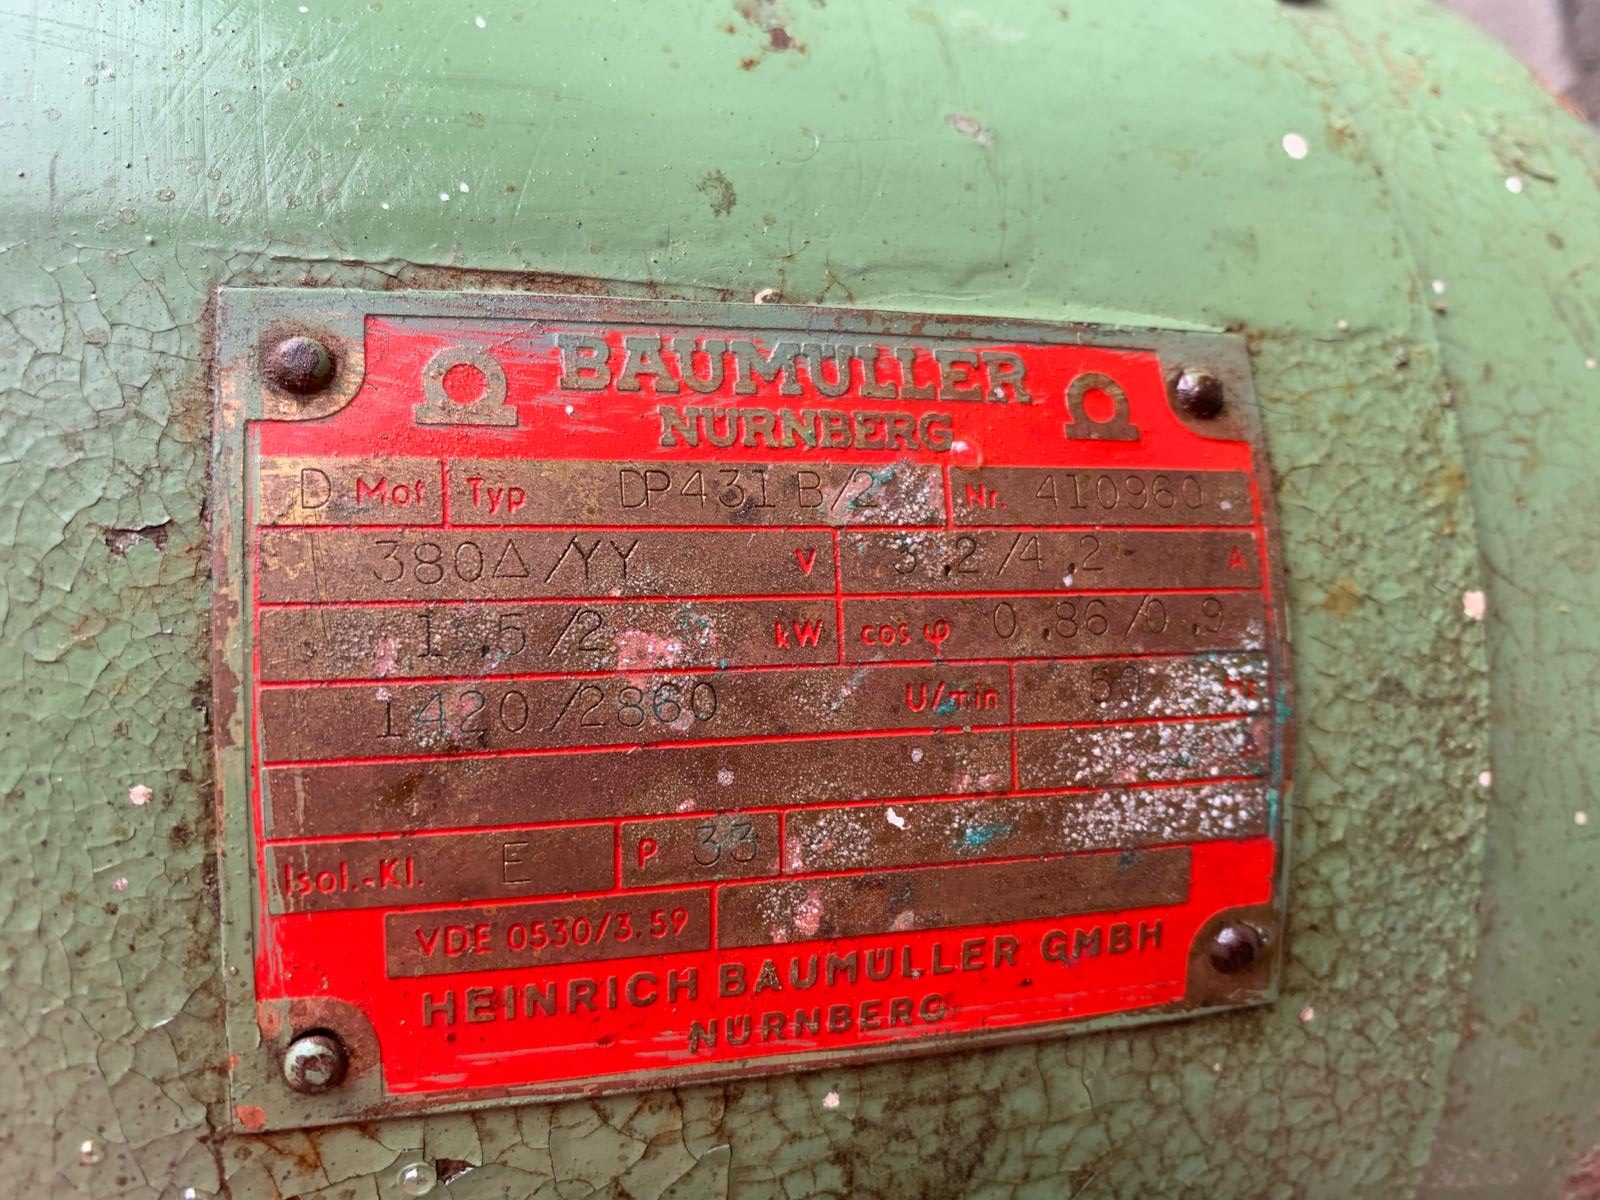 BAUMÜLLER
NÜRNBERG
D Mot Typ DP431 B/2 Nr. 410960
380Δ/YY V 3,2/4,2 A
1,5/2 kW cos φ 0,86/0,9
1420/2860 U/min 50 Hz
Isol.-Kl. E P 33
VDE 0530/3.59
HEINRICH BAUMÜLLER GMBH
NÜRNBERG